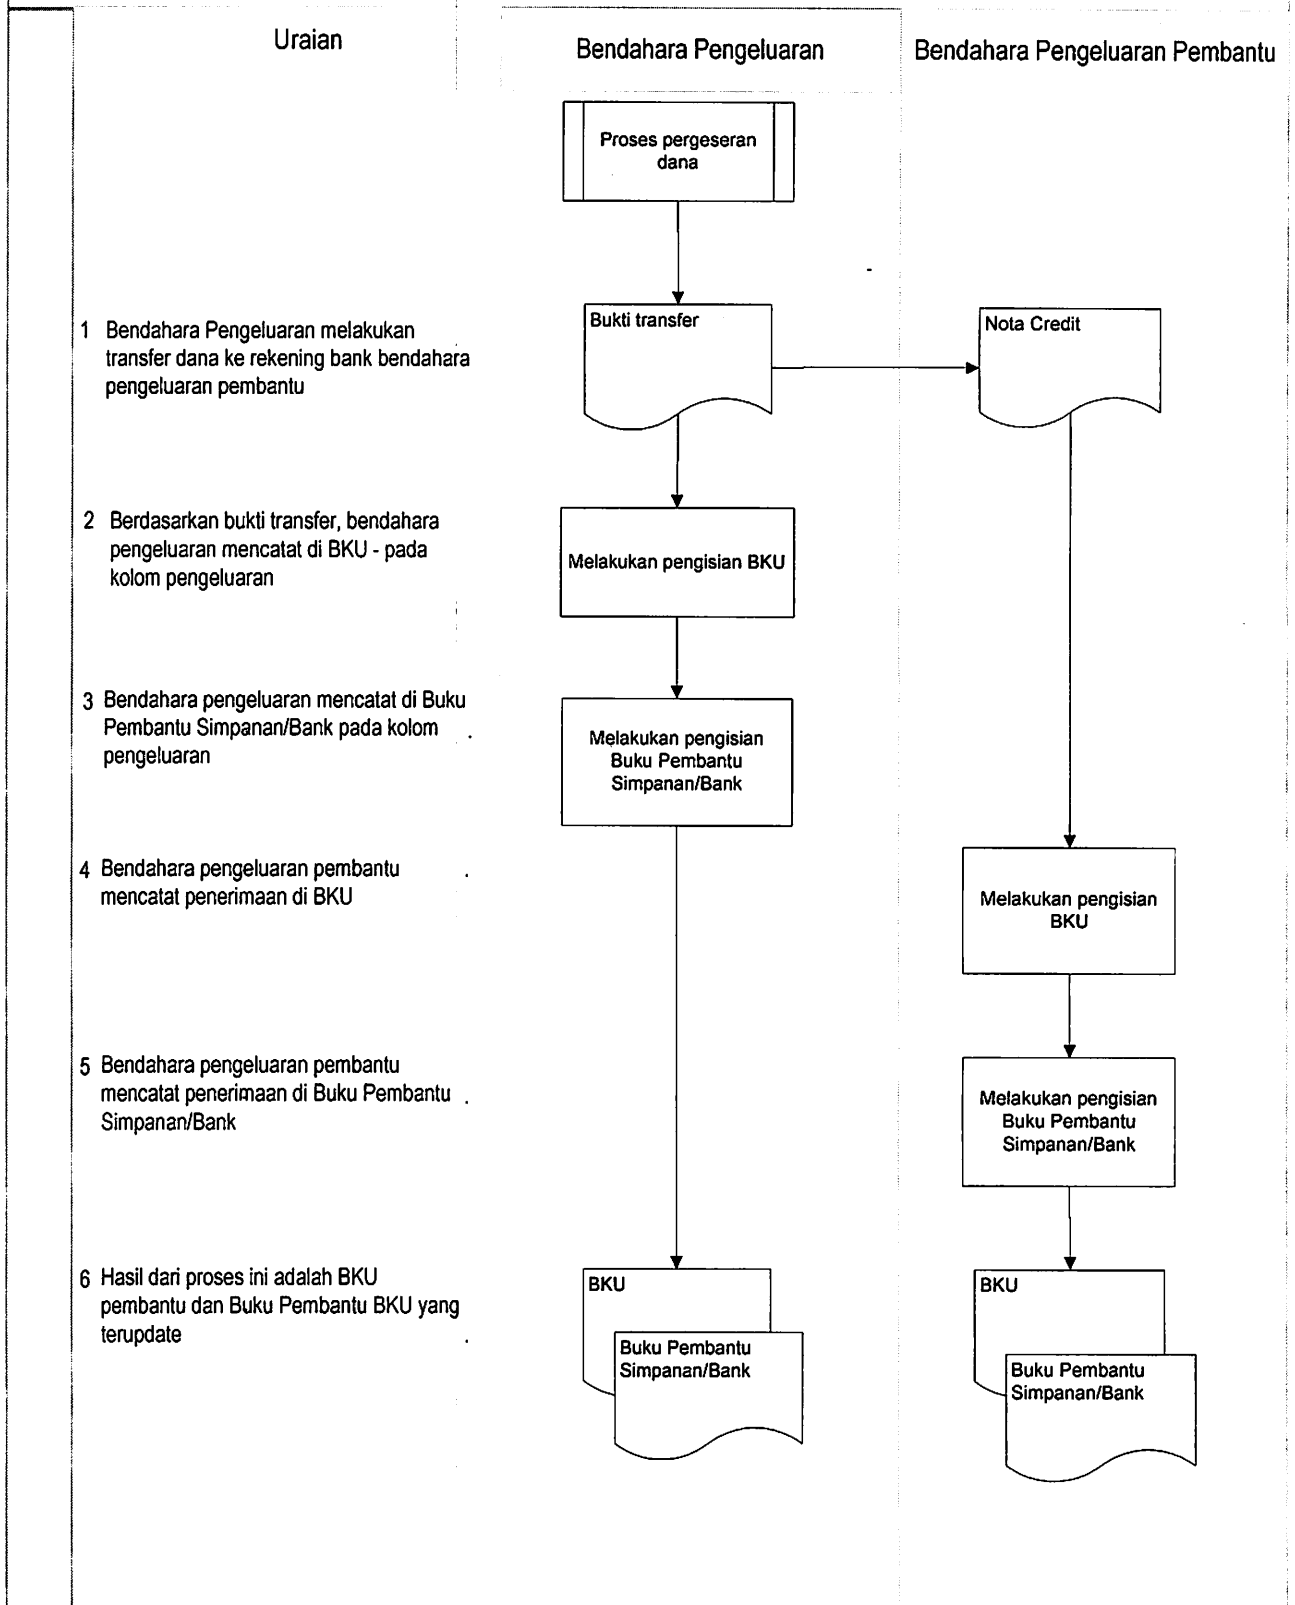 Uraian
Bendahara Pengeluaran
Bendahara Pengeluaran Pembantu
Proses pergeseran
dana
1 Bendahara Pengeluaran melakukan
transfer dana ke rekening bank bendahara
pengeluaran pembantu
Bukti transfer
Nota Credit
2 Berdasarkan bukti transfer, bendahara
pengeluaran mencatat di BKU - pada
kolom pengeluaran
Melakukan pengisian BKU
3 Bendahara pengeluaran mencatat di Buku
Pembantu Simpanan/Bank pada kolom
pengeluaran
Melakukan pengisian
Buku Pembantu
Simpanan/Bank
4 Bendahara pengeluaran pembantu
mencatat penerimaan di BKU
Melakukan pengisian
BKU
5 Bendahara pengeluaran pembantu
mencatat penerimaan di Buku Pembantu
Simpanan/Bank
Melakukan pengisian
Buku Pembantu
Simpanan/Bank
6 Hasil dari proses ini adalah BKU
pembantu dan Buku Pembantu BKU yang
terupdate
BKU
Buku Pembantu
Simpanan/Bank
BKU
Buku Pembantu
Simpanan/Bank